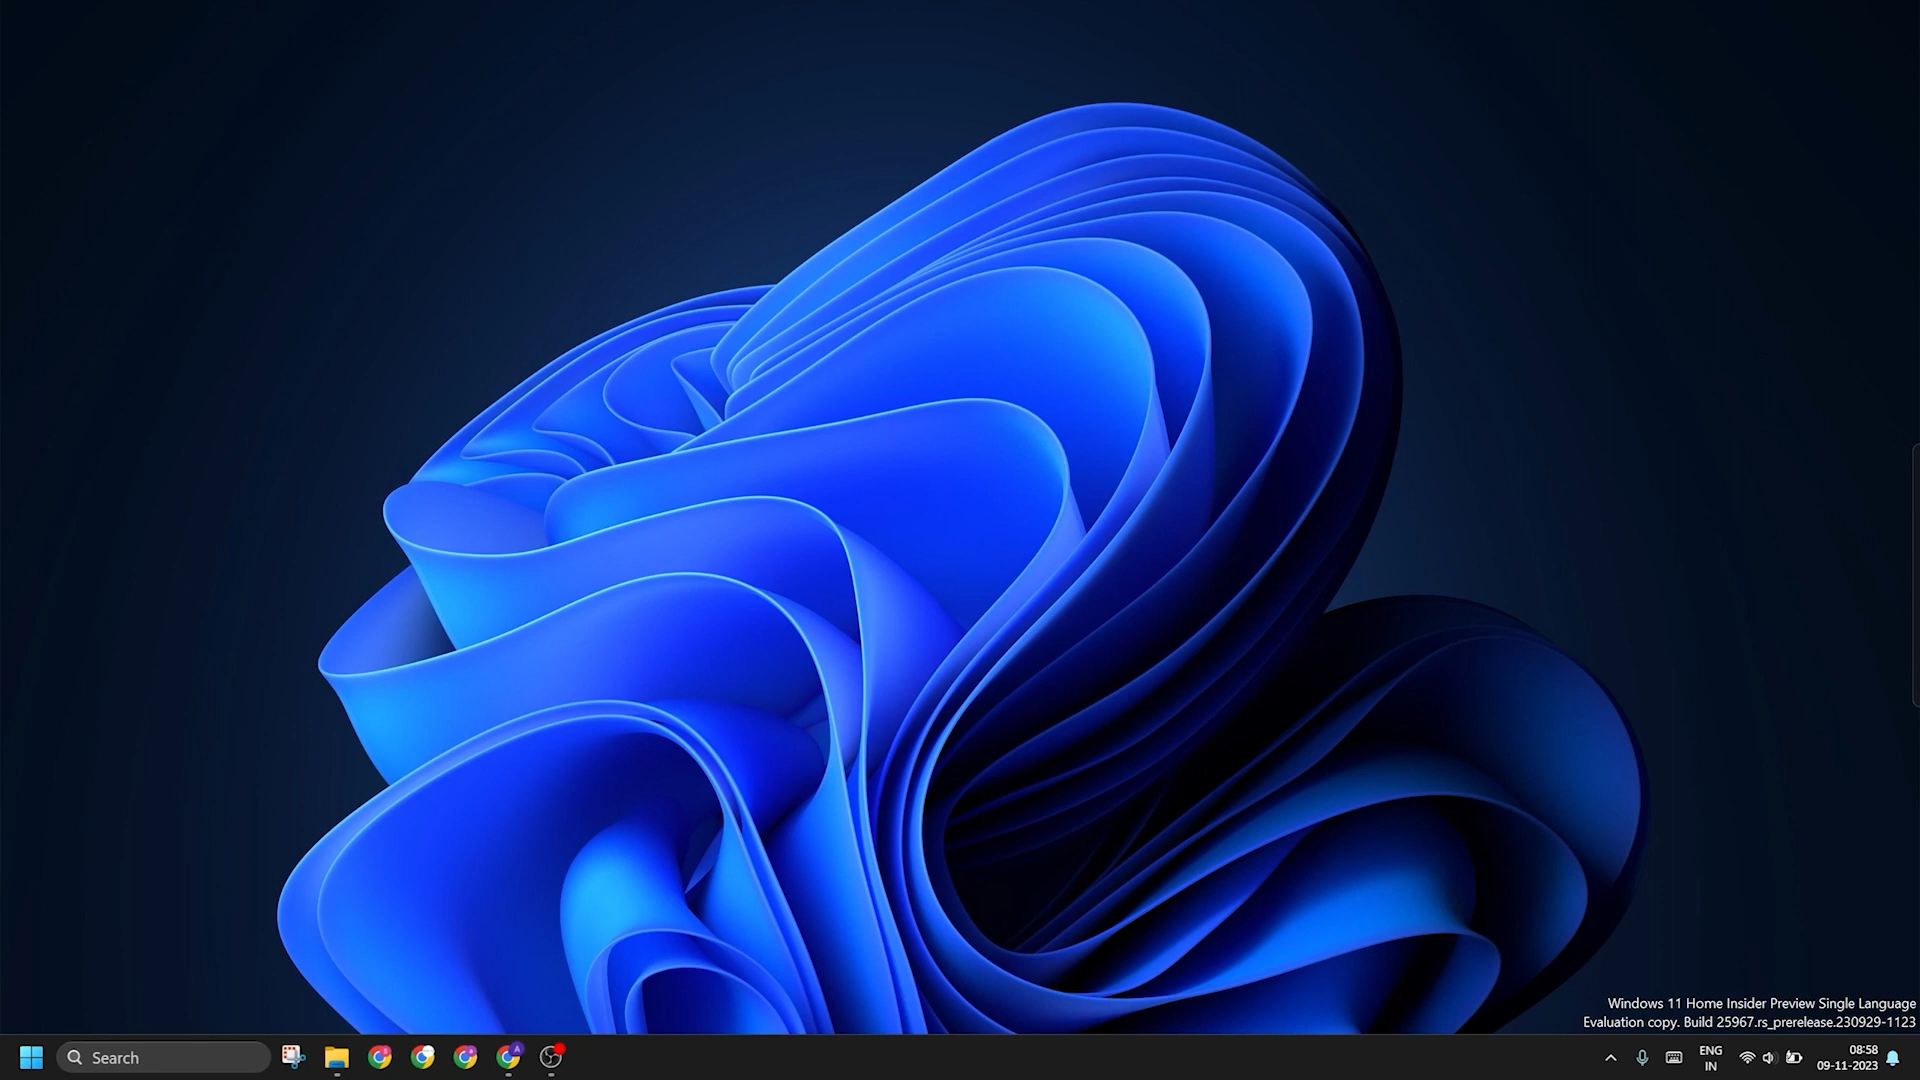 Windows 11 Home Insider Preview Single Language
Evaluation copy. Build 25967.rs_prerelease.230929-1123
Search
A
ENG
IN
08:58
09-11-2023